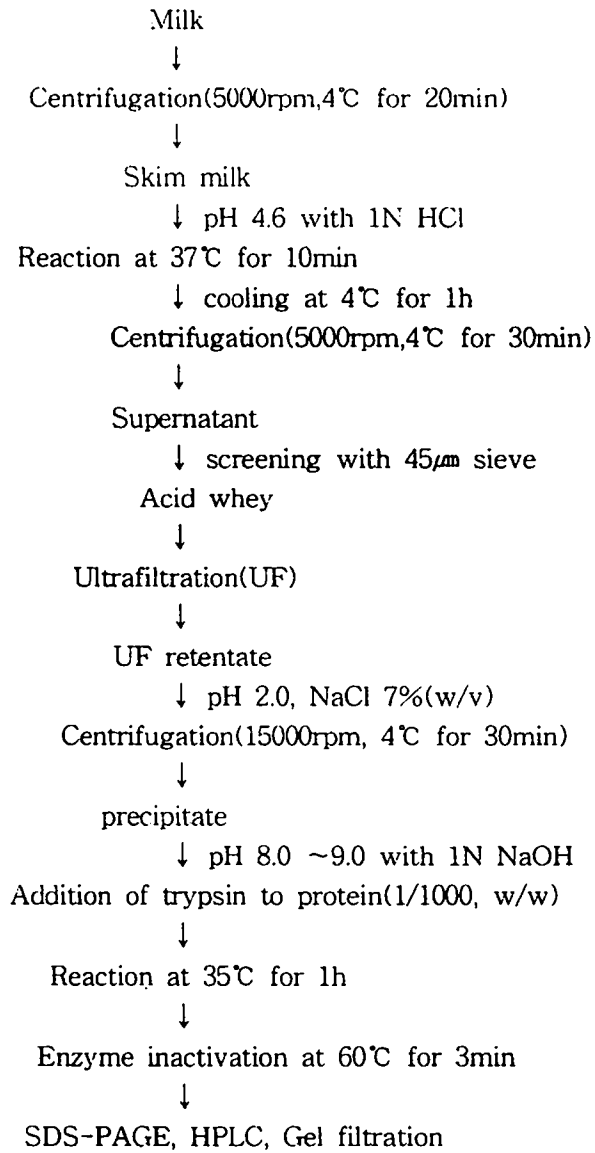 Milk
↓
Centrifugation(5000rpm,4℃ for 20min)
↓
Skim milk
↓ pH 4.6 with 1N HCl
Reaction at 37℃ for 10min
↓ cooling at 4℃ for 1h
Centrifugation(5000rpm,4℃ for 30min)
↓
Supernatant
↓ screening with 45㎛ sieve
Acid whey
↓
Ultrafiltration(UF)
↓
UF retentate
↓ pH 2.0, NaCl 7%(w/v)
Centrifugation(15000rpm, 4℃ for 30min)
↓
precipitate
↓ pH 8.0 ~9.0 with 1N NaOH
Addition of trypsin to protein(1/1000, w/w)
↓
Reaction at 35℃ for 1h
↓
Enzyme inactivation at 60℃ for 3min
↓
SDS-PAGE, HPLC, Gel filtration